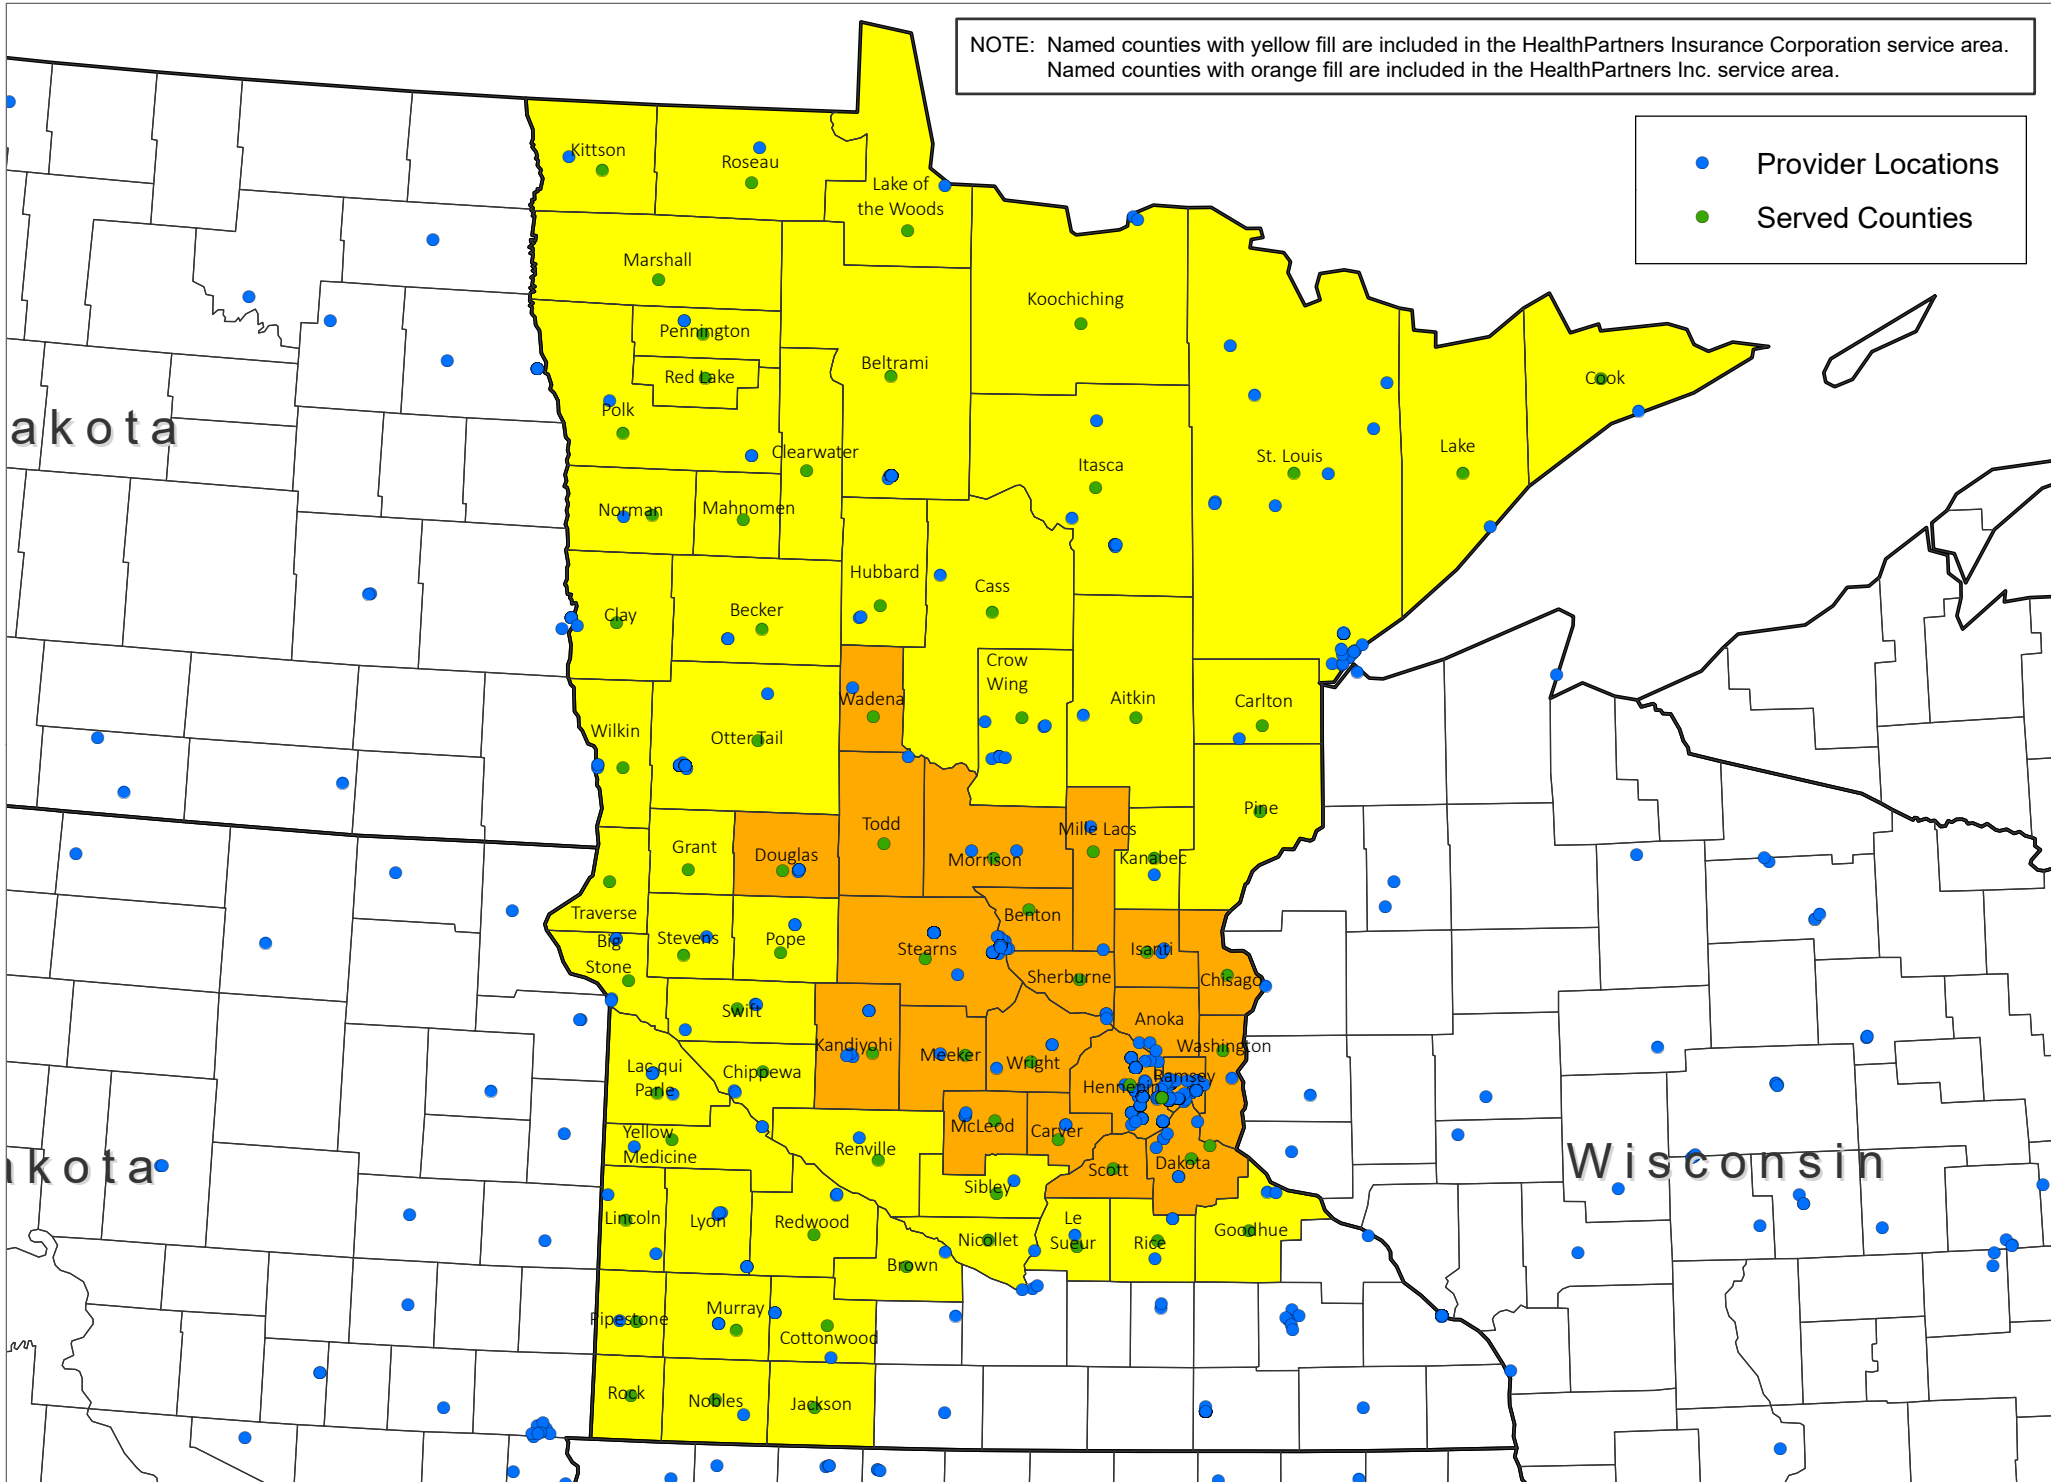 NOTE: Named counties with yellow fill are included in the HealthPartners Insurance Corporation service area.
Named counties with orange fill are included in the HealthPartners Inc. service area.
Provider Locations
Served Counties
Kittson
Roseau
Lake of
the Woods
Marshall
Koochiching
Pennington
Beltrami
Red Lake
Cook
Polk
akota
Clearwater
Lake
St. Louis
Itasca
Norman
Mahnomen
Hubbard
Cass
Clay
Becker
Crow
Wing
Wadena
Aitkin
Carlton
Wilkin
Otter Tail
Pine
Todd
Mille Lacs
Grant
Douglas
Morrison
Kanabec
Traverse
Benton
Big
Stone
Stevens
Pope
Stearns
Isanti
Sherburne
Chisago
Swift
Anoka
Kandiyohi
Meeker
Wright
Washington
Lac qui
Parle
Chippewa
Hennepin
Ramsey
McLeod
Carver
Yellow
Medicine
Renville
Scott
Dakota
akota
Wisconsin
Sibley
Lincoln
Lyon
Redwood
Le
Sueur
Nicollet
Rice
Goodhue
Brown
Pipestone
Murray
Cottonwood
Rock
Nobles
Jackson